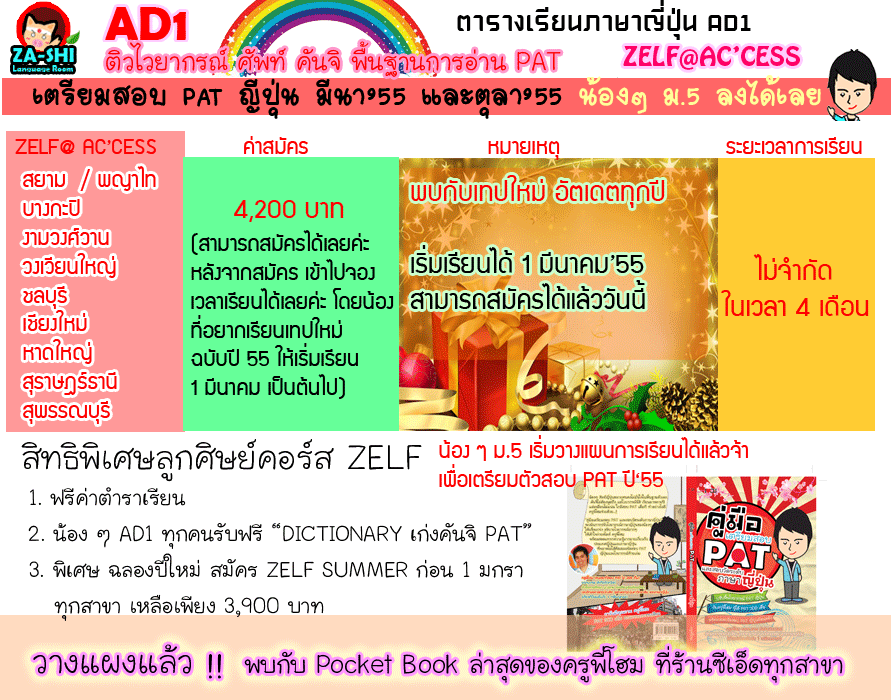 ZA-SHI
Language Room
AD1
ติวไวยากรณ์ ศัพท์ คันจิ พื้นฐานการอ่าน PAT
ตารางเรียนภาษาญี่ปุ่น AD1
ZELF@AC'CESS
เตรียมสอบ PAT ญี่ปุ่น มีนา'55 และตุลา'55 น้องๆ ม.5 ลงได้เลย
ZELF@ AC'CESS
สยาม / พญาไท
บางกะปิ
งามวงศ์วาน
วงเวียนใหญ่
ชลบุรี
เชียงใหม่
หาดใหญ่
สุราษฎร์ธานี
สุพรรณบุรี
ค่าสมัคร
4,200 บาท
(สามารถสมัครได้เลยค่ะ
หลังจากสมัคร เข้าไปจอง
เวลาเรียนได้เลยค่ะ โดยน้อง
ที่อยากเรียนเทปใหม่
ฉบับปี 55 ให้เริ่มเรียน
1 มีนาคม เป็นต้นไป)
หมายเหตุ
พบกับเทปใหม่ อัตเดตทุกปี
เริ่มเรียนได้ 1 มีนาคม'55
สามารถสมัครได้แล้ววันนี้
ระยะเวลาการเรียน
ไม่จำกัด
ในเวลา 4 เดือน
สิทธิพิเศษลูกศิษย์คอร์ส ZELF
1. ฟรีค่าตำราเรียน
2. น้อง ๆ AD1 ทุกคนรับฟรี "DICTIONARY เก่งคันจิ PAT"
3. พิเศษ ฉลองปีใหม่ สมัคร ZELF SUMMER ก่อน 1 มกรา
ทุกสาขา เหลือเพียง 3,900 บาท
น้อง ๆ ม.5 เริ่มวางแผนการเรียนได้แล้วจ้า
เพื่อเตรียมตัวสอบ PAT ปี'55
คู่มือ
เตรียมสอบ
PAT
ภาษาญี่ปุ่น
วางแผงแล้ว !! พบกับ Pocket Book ล่าสุดของครูพี่โฮม ที่ร้านซีเอ็ดทุกสาขา